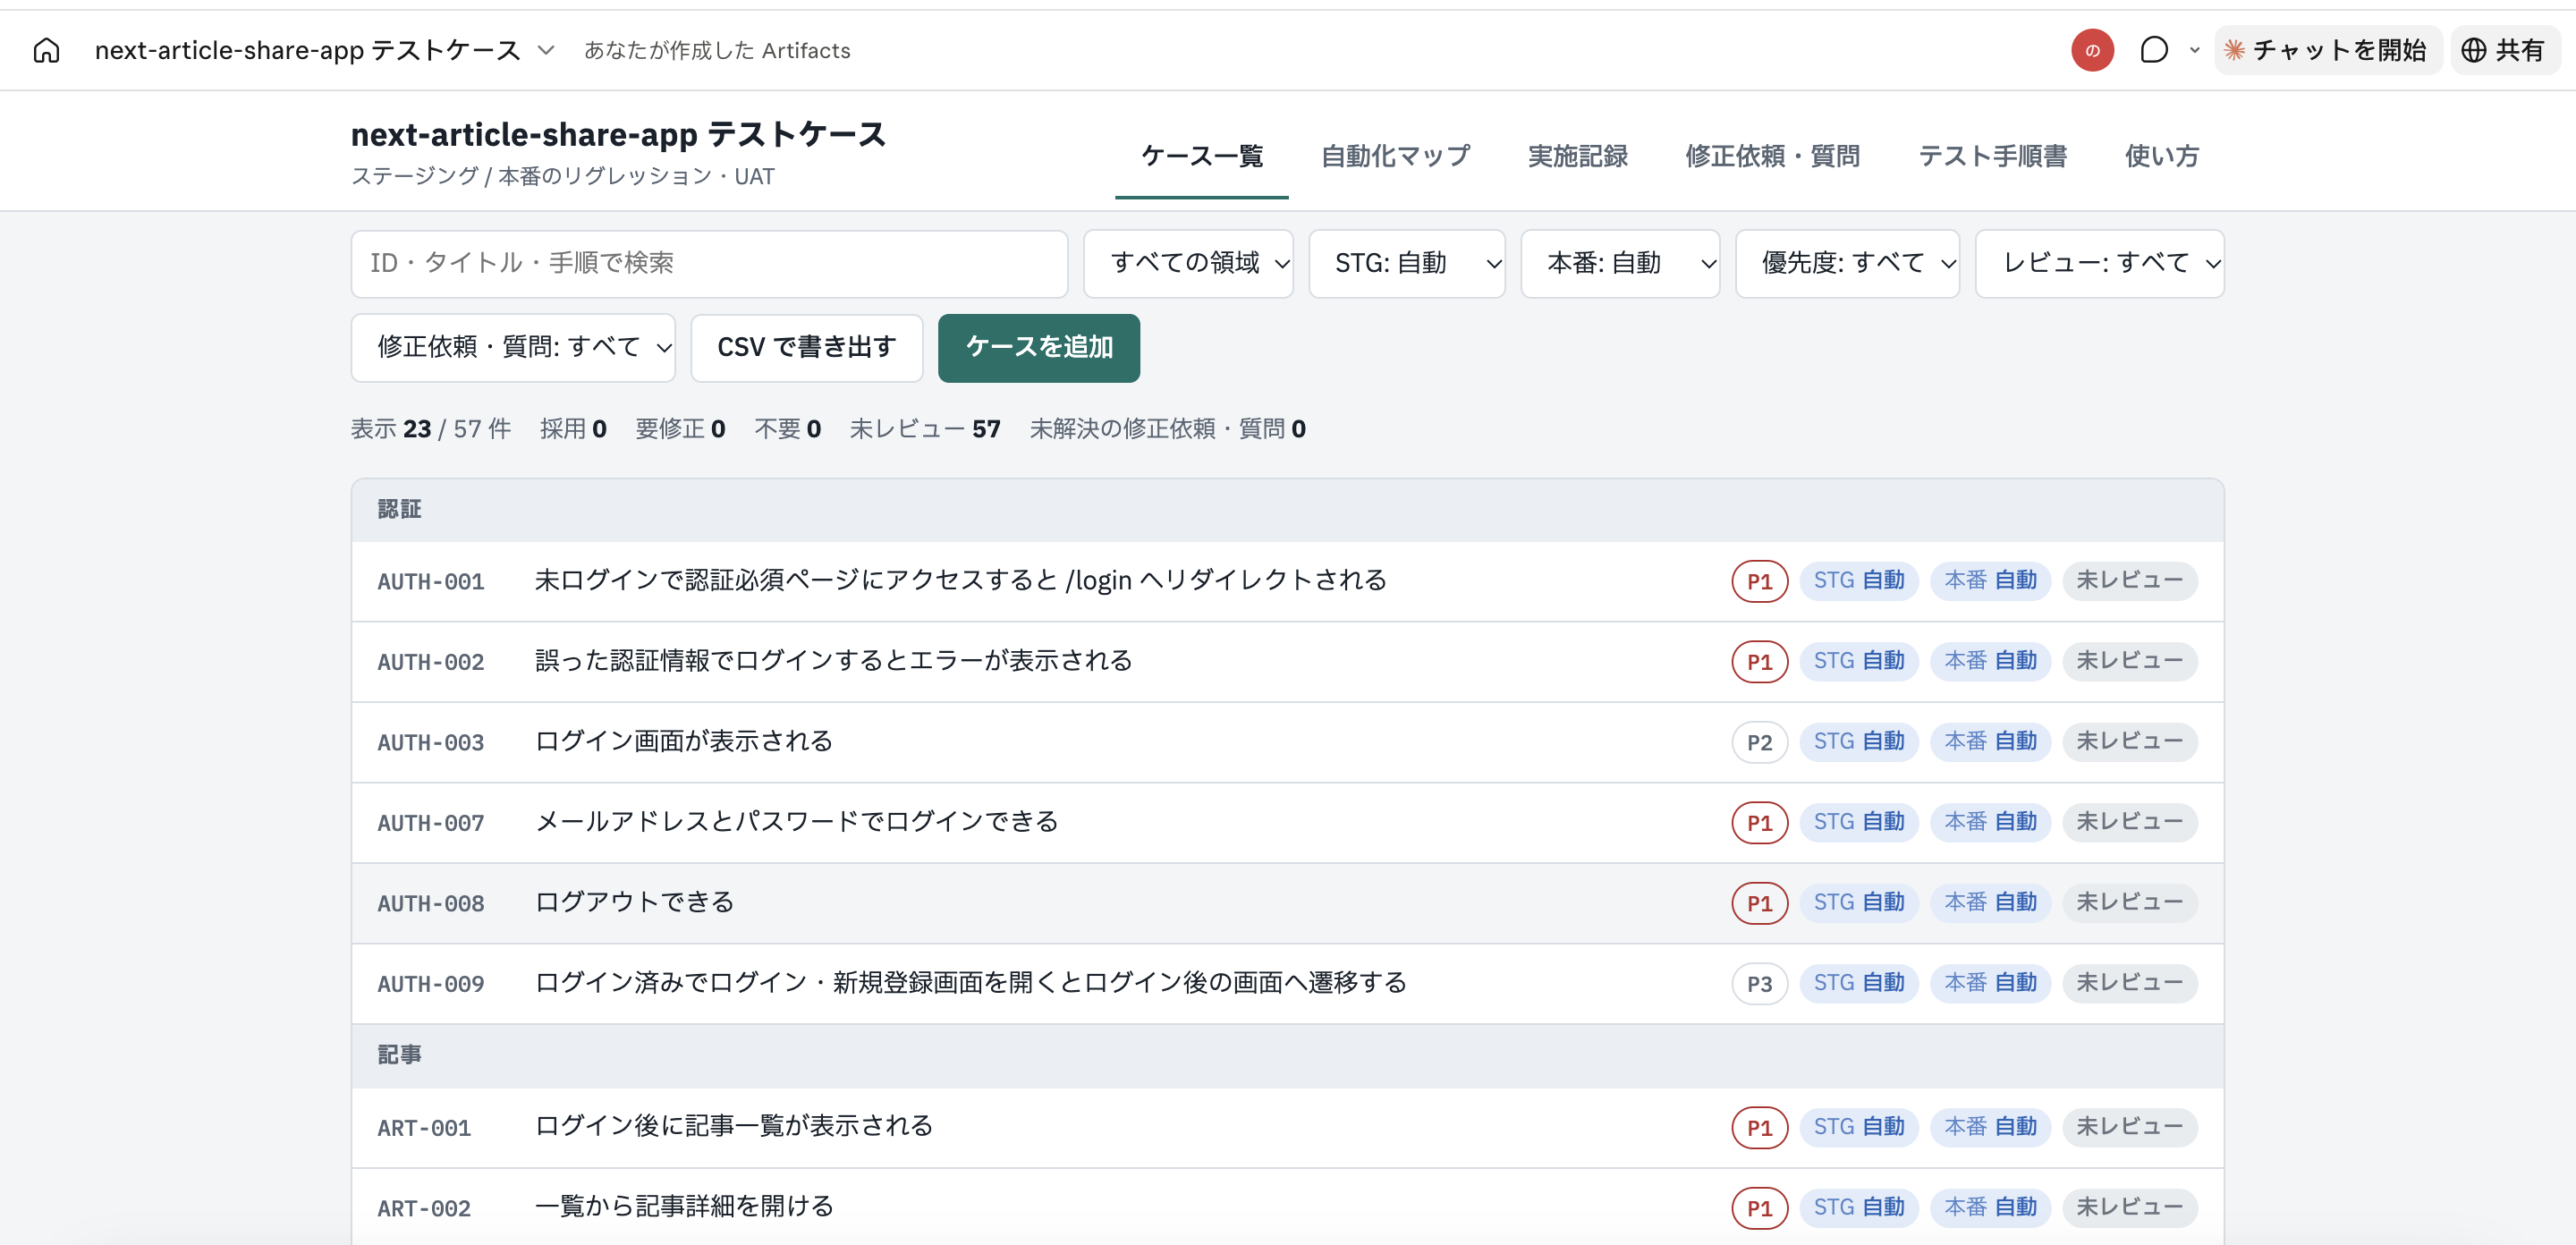 next-article-share-app テストケース あなたが作成した Artifacts の チャットを開始 共有
next-article-share-app テストケース
ステージング / 本番のリグレッション・UAT
ケース一覧 自動化マップ 実施記録 修正依頼・質問 テスト手順書 使い方
ID・タイトル・手順で検索 すべての領域 STG: 自動 本番: 自動 優先度: すべて レビュー: すべて
修正依頼・質問: すべて CSV で書き出す ケースを追加
表示 23 / 57 件 採用 0 要修正 0 不要 0 未レビュー 57 未解決の修正依頼・質問 0
認証
AUTH-001 未ログインで認証必須ページにアクセスすると /login へリダイレクトされる P1 STG 自動 本番 自動 未レビュー
AUTH-002 誤った認証情報でログインするとエラーが表示される P1 STG 自動 本番 自動 未レビュー
AUTH-003 ログイン画面が表示される P2 STG 自動 本番 自動 未レビュー
AUTH-007 メールアドレスとパスワードでログインできる P1 STG 自動 本番 自動 未レビュー
AUTH-008 ログアウトできる P1 STG 自動 本番 自動 未レビュー
AUTH-009 ログイン済みでログイン・新規登録画面を開くとログイン後の画面へ遷移する P3 STG 自動 本番 自動 未レビュー
記事
ART-001 ログイン後に記事一覧が表示される P1 STG 自動 本番 自動 未レビュー
ART-002 一覧から記事詳細を開ける P1 STG 自動 本番 自動 未レビュー